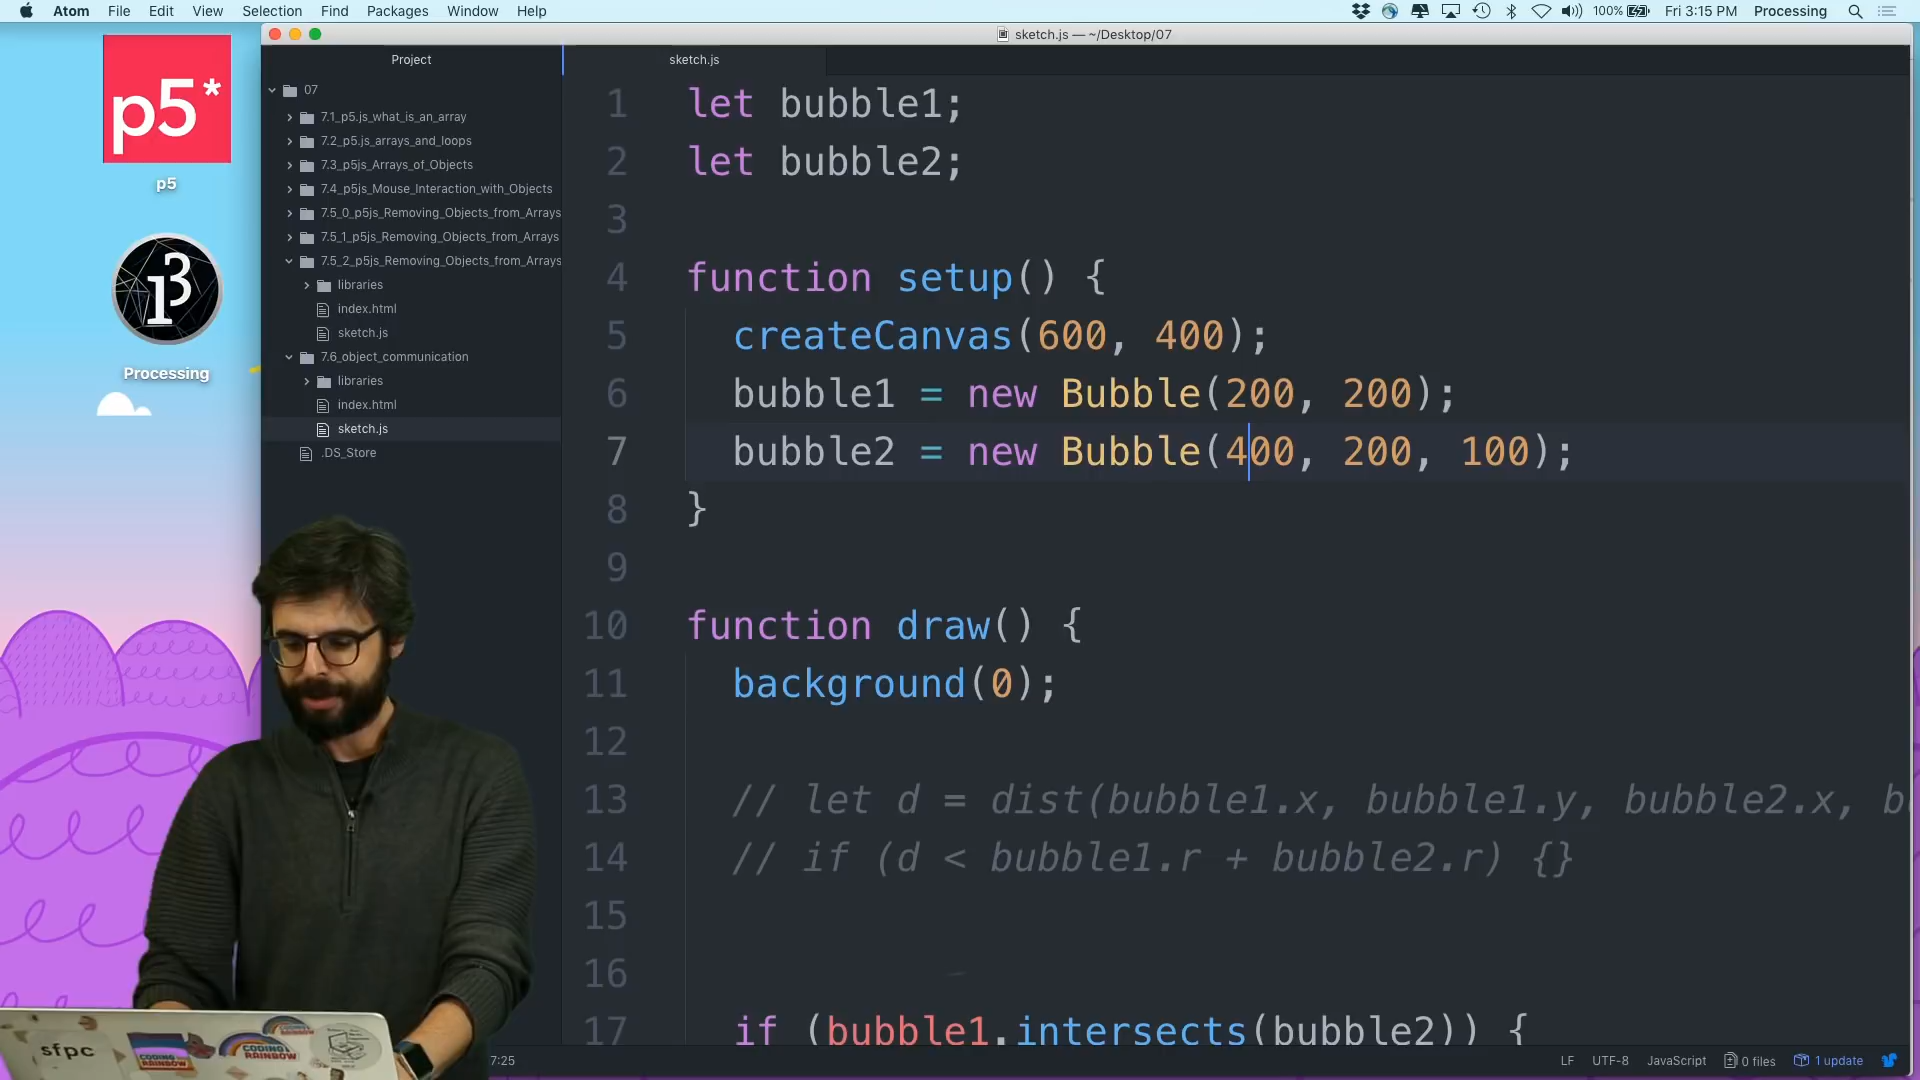 Atom File Edit View Selection Find Packages Window Help
100% Fri 3:15 PM Processing
sketch.js — ~/Desktop/07
p5*
p5
Processing
Project
07
7.1_p5.js_what_is_an_array
7.2_p5.js_arrays_and_loops
7.3_p5js_Arrays_of_Objects
7.4_p5js_Mouse_Interaction_with_Objects
7.5_0_p5js_Removing_Objects_from_Arrays
7.5_1_p5js_Removing_Objects_from_Arrays
7.5_2_p5js_Removing_Objects_from_Arrays
libraries
index.html
sketch.js
7.6_object_communication
libraries
index.html
sketch.js
.DS_Store
sketch.js
1 let bubble1;
2 let bubble2;
3
4 function setup() {
5 createCanvas(600, 400);
6 bubble1 = new Bubble(200, 200);
7 bubble2 = new Bubble(400, 200, 100);
8 }
9
10 function draw() {
11 background(0);
12
13 // let d = dist(bubble1.x, bubble1.y, bubble2.x, b
14 // if (d < bubble1.r + bubble2.r) {}
15
16
17 if (bubble1.intersects(bubble2)) {
7:25
LF UTF-8 JavaScript 0 files 1 update
sfpc
CODING RAINBOW
CODING RAINBOW